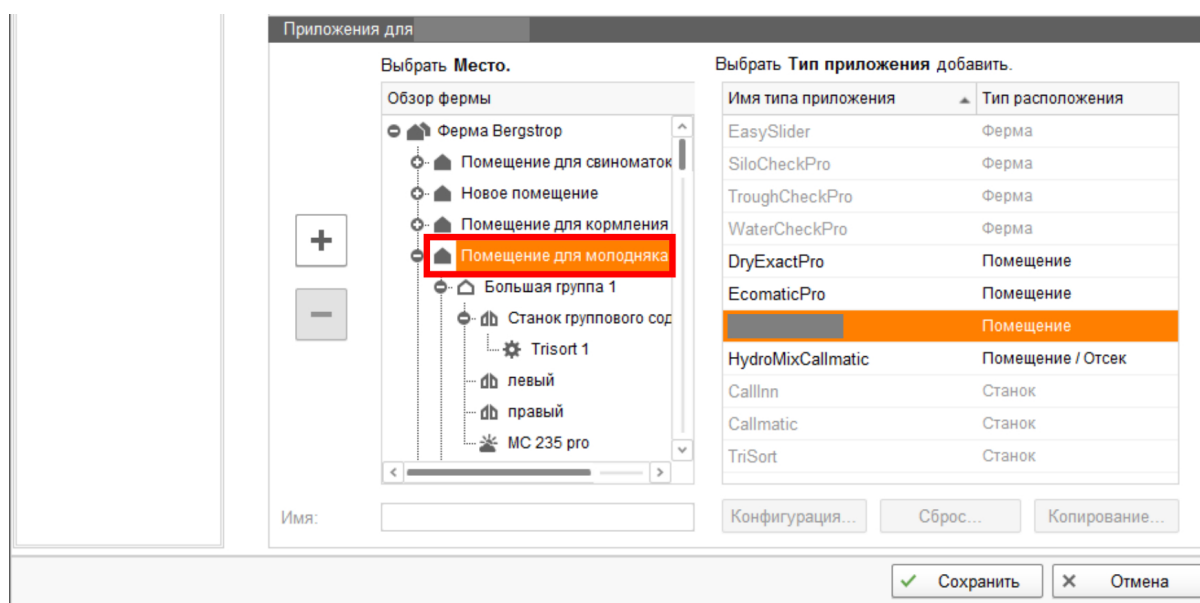 Приложения для
Выбрать Место.
Обзор фермы
Ферма Bergstrop
Помещение для свиноматок
Новое помещение
Помещение для кормления
Помещение для молодняка
Большая группа 1
Станок группового сод
Trisort 1
левый
правый
MC 235 pro
Имя:
Выбрать Тип приложения добавить.
Имя типа приложения Тип расположения
EasySlider Ферма
SiloCheckPro Ферма
TroughCheckPro Ферма
WaterCheckPro Ферма
DryExactPro Помещение
EcomaticPro Помещение
Помещение
HydroMixCallmatic Помещение / Отсек
CallInn Станок
Callmatic Станок
TriSort Станок
Конфигурация... Сброс... Копирование...
Сохранить Отмена